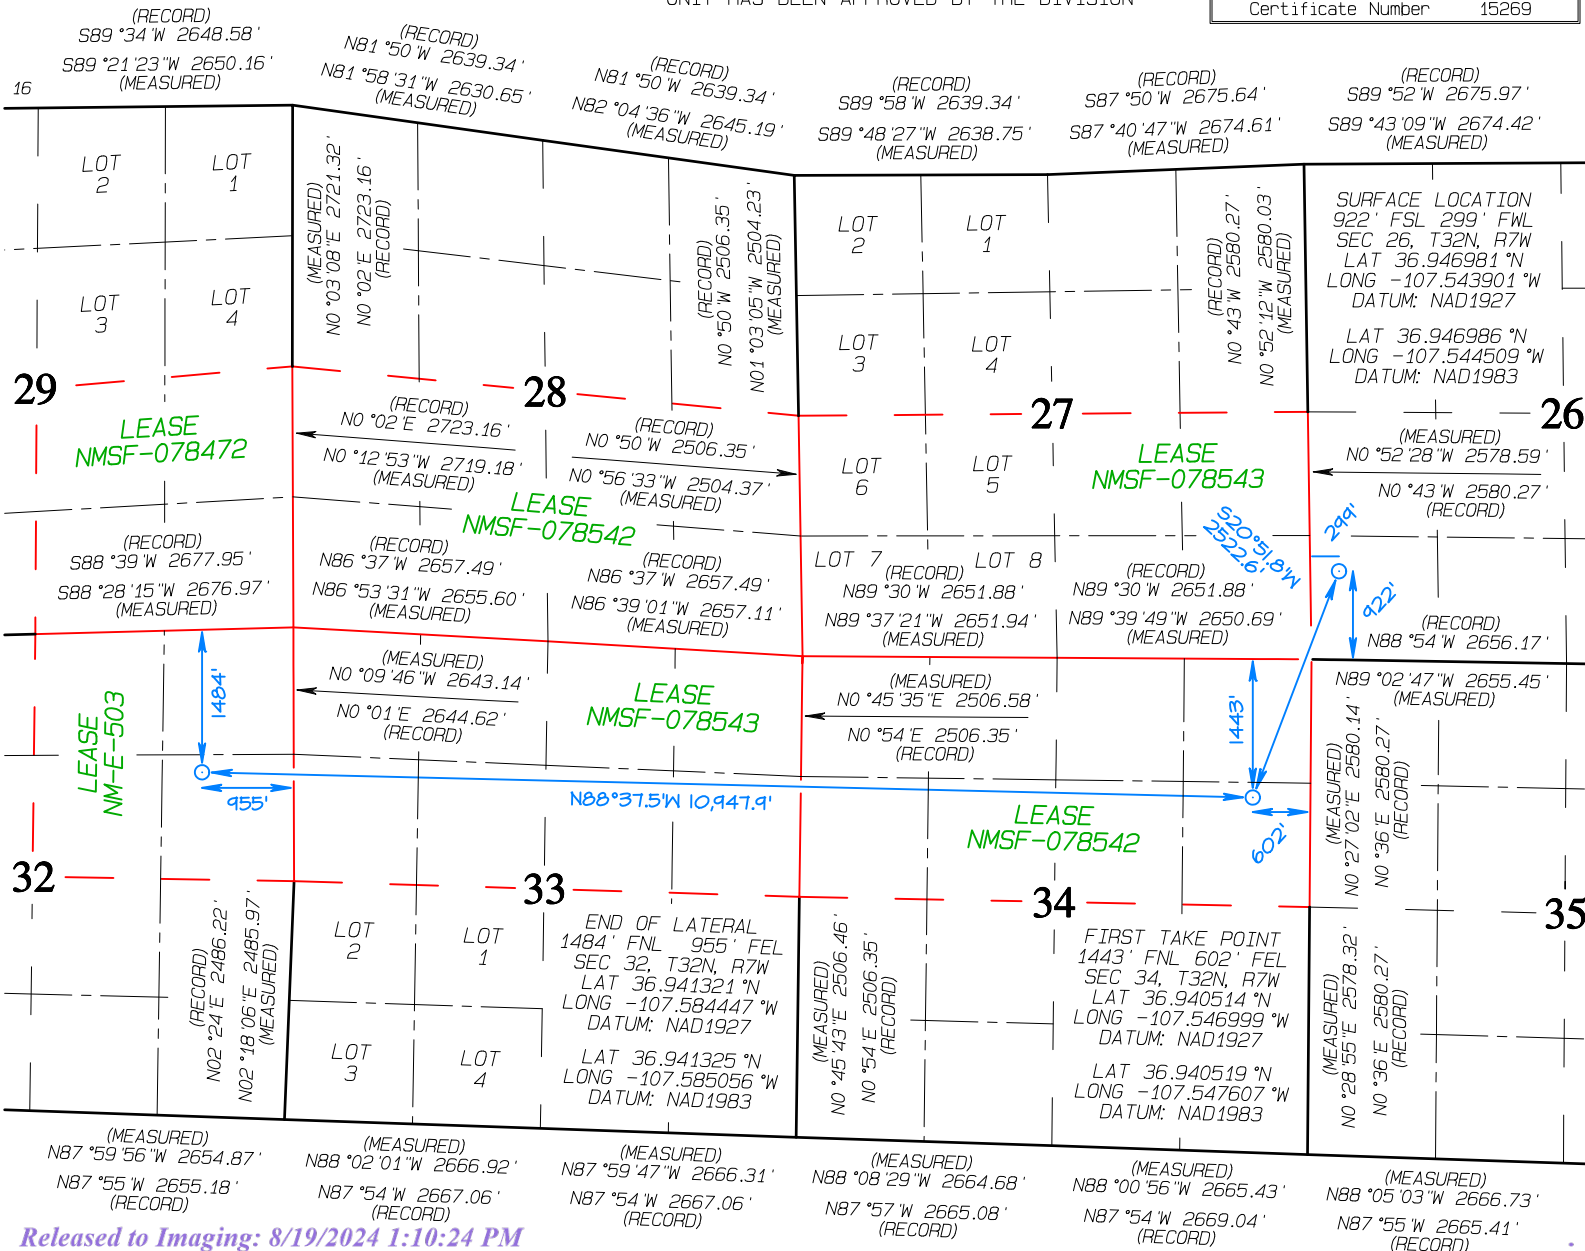 Certificate Number 15269
(RECORD)
S89°34'W 2648.58'
S89°21'23"W 2650.16'
(MEASURED)
(RECORD)
N81°50'W 2639.34'
N81°58'31"W 2630.65'
(MEASURED)
(RECORD)
N81°50'W 2639.34'
N82°04'36"W 2645.19'
(MEASURED)
(RECORD)
S89°58'W 2639.34'
S89°48'27"W 2638.75'
(MEASURED)
(RECORD)
S87°50'W 2675.64'
S87°40'47"W 2674.61'
(MEASURED)
(RECORD)
S89°52'W 2675.97'
S89°43'09"W 2674.42'
(MEASURED)
16
LOT
2
LOT
1
LOT
3
LOT
4
(MEASURED)
N0°03'08"E 2721.32'
N0°02'E 2723.16'
(RECORD)
(RECORD)
N0°50'W 2506.35'
N01°03'05"W 2504.23'
(MEASURED)
LOT
2
LOT
1
LOT
3
LOT
4
(RECORD)
N0°43'W 2580.27'
N0°52'12"W 2580.03'
(MEASURED)
SURFACE LOCATION
922' FSL 299' FWL
SEC 26, T32N, R7W
LAT 36.946981°N
LONG -107.543901°W
DATUM: NAD1927
LAT 36.946986°N
LONG -107.544509°W
DATUM: NAD1983
29
28
27
26
LEASE
NMSF-078472
(RECORD)
N0°02'E 2723.16'
N0°12'53"W 2719.18'
(MEASURED)
(RECORD)
N0°50'W 2506.35'
N0°56'33"W 2504.37'
(MEASURED)
LEASE
NMSF-078542
LOT
6
LOT
5
LEASE
NMSF-078543
(MEASURED)
N0°52'28"W 2578.59'
N0°43'W 2580.27'
(RECORD)
S20°51.8'W
2522.6'
299'
922'
(RECORD)
S88°39'W 2677.95'
S88°28'15"W 2676.97'
(MEASURED)
(RECORD)
N86°37'W 2657.49'
N86°53'31"W 2655.60'
(MEASURED)
(RECORD)
N86°37'W 2657.49'
N86°39'01"W 2657.11'
(MEASURED)
LOT 7
LOT 8
(RECORD)
N89°30'W 2651.88'
N89°37'21"W 2651.94'
(MEASURED)
(RECORD)
N89°30'W 2651.88'
N89°39'49"W 2650.69'
(MEASURED)
(RECORD)
N88°54'W 2656.17'
N89°02'47"W 2655.45'
(MEASURED)
1484'
LEASE
NM-E-503
(MEASURED)
N0°09'46"W 2643.14'
N0°01'E 2644.62'
(RECORD)
LEASE
NMSF-078543
(MEASURED)
N0°45'35"E 2506.58'
N0°54'E 2506.35'
(RECORD)
1443'
955'
N88°37.5'W 10,947.9'
LEASE
NMSF-078542
602'
(MEASURED)
N0°27'02"E 2580.14'
N0°36'E 2580.27'
(RECORD)
32
33
34
35
(RECORD)
N02°24'E 2486.22'
N02°18'06"E 2485.97'
(MEASURED)
LOT
2
LOT
1
LOT
3
LOT
4
END OF LATERAL
1484' FNL 955' FEL
SEC 32, T32N, R7W
LAT 36.941321°N
LONG -107.584447°W
DATUM: NAD1927
LAT 36.941325°N
LONG -107.585056°W
DATUM: NAD1983
(MEASURED)
N0°45'43"E 2506.46'
N0°54'E 2506.35'
(RECORD)
FIRST TAKE POINT
1443' FNL 602' FEL
SEC 34, T32N, R7W
LAT 36.940514°N
LONG -107.546999°W
DATUM: NAD1927
LAT 36.940519°N
LONG -107.547607°W
DATUM: NAD1983
(MEASURED)
N0°28'55"E 2578.32'
N0°36'E 2580.27'
(RECORD)
(MEASURED)
N87°59'56"W 2654.87'
N87°55'W 2655.18'
(RECORD)
(MEASURED)
N88°02'01"W 2666.92'
N87°54'W 2667.06'
(RECORD)
(MEASURED)
N87°59'47"W 2666.31'
N87°54'W 2667.06'
(RECORD)
(MEASURED)
N88°08'29"W 2664.68'
N87°57'W 2665.08'
(RECORD)
(MEASURED)
N88°00'56"W 2665.43'
N87°54'W 2669.04'
(RECORD)
(MEASURED)
N88°05'03"W 2666.73'
N87°55'W 2665.41'
(RECORD)
Released to Imaging: 8/19/2024 1:10:24 PM